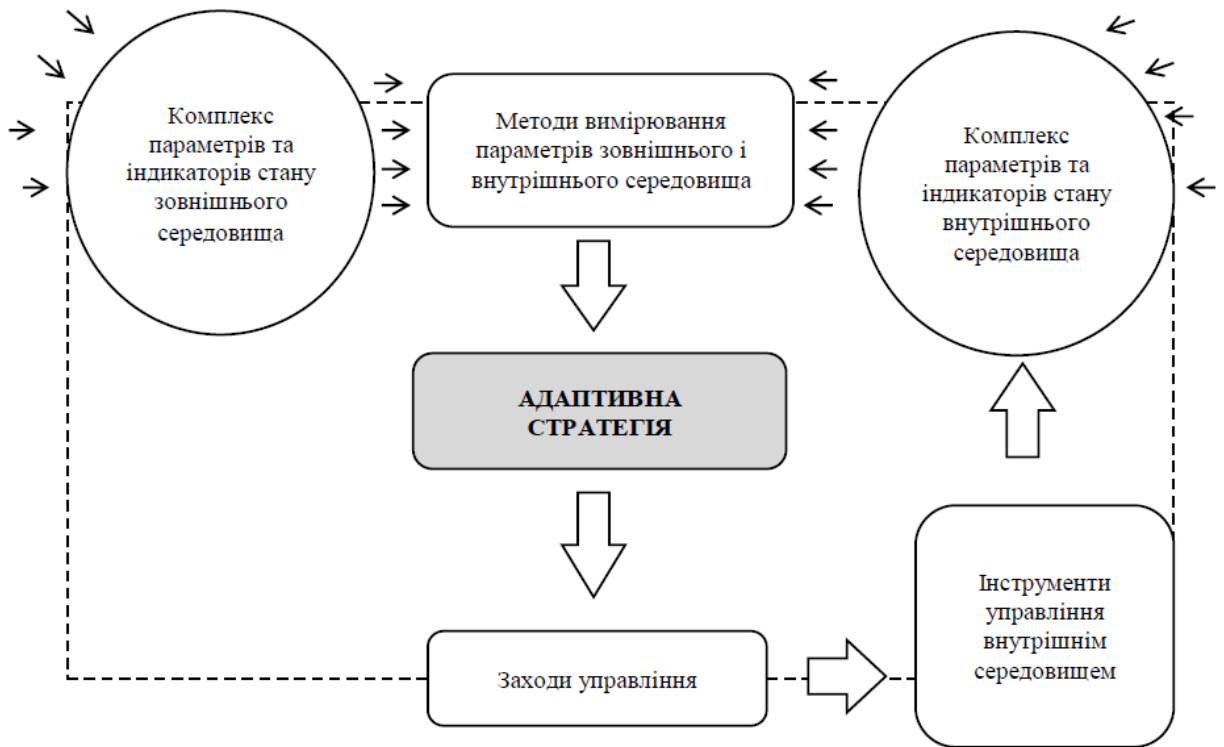 Комплекс
параметрів та
індикаторів стану
зовнішнього
середовища
Методи вимірювання
параметрів зовнішнього і
внутрішнього середовища
Комплекс
параметрів та
індикаторів стану
внутрішнього
середовища
АДАПТИВНА
СТРАТЕГІЯ
Заходи управління
Інструменти
управління
внутрішнім
середовищем